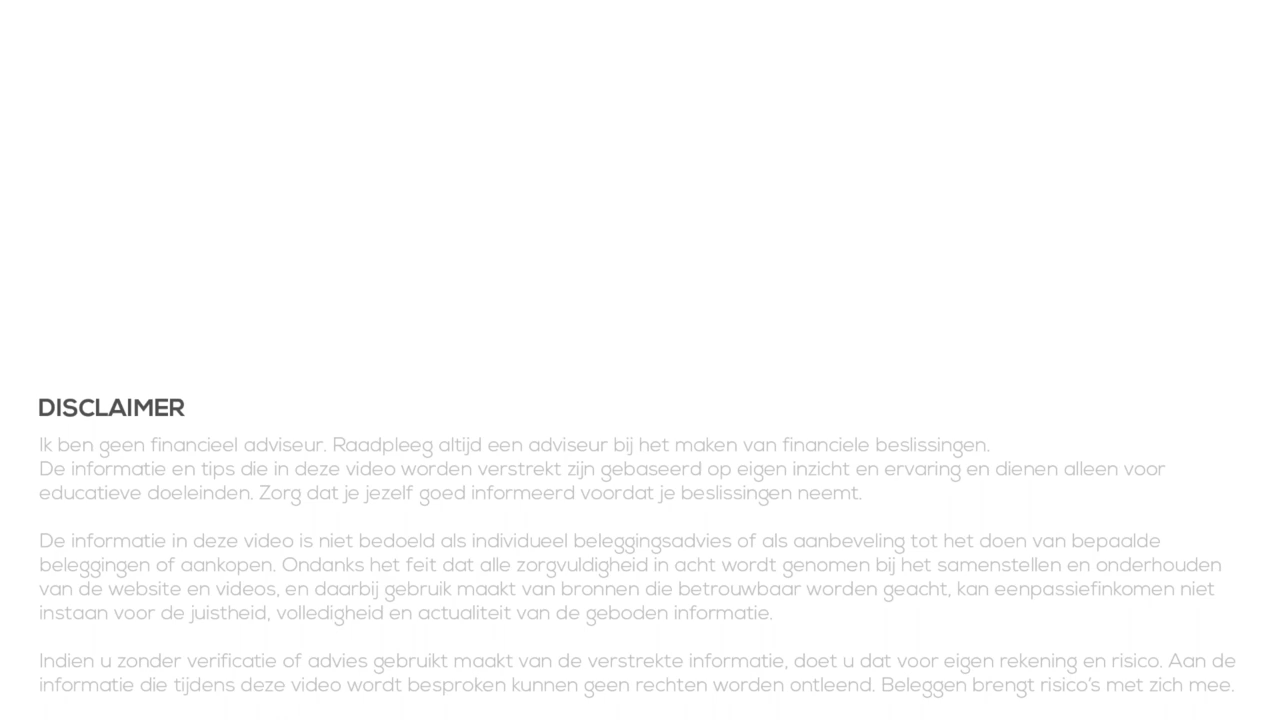 DISCLAIMER
Ik ben geen financieel adviseur. Raadpleeg altijd een adviseur bij het maken van financiele beslissingen.
De informatie en tips die in deze video worden verstrekt zijn gebaseerd op eigen inzicht en ervaring en dienen alleen voor
educatieve doeleinden. Zorg dat je jezelf goed informeerd voordat je beslissingen neemt.
De informatie in deze video is niet bedoeld als individueel beleggingsadvies of als aanbeveling tot het doen van bepaalde
beleggingen of aankopen. Ondanks het feit dat alle zorgvuldigheid in acht wordt genomen bij het samenstellen en onderhouden
van de website en videos, en daarbij gebruik maakt van bronnen die betrouwbaar worden geacht, kan eenpassiefinkomen niet
instaan voor de juistheid, volledigheid en actualiteit van de geboden informatie.
Indien u zonder verificatie of advies gebruikt maakt van de verstrekte informatie, doet u dat voor eigen rekening en risico. Aan de
informatie die tijdens deze video wordt besproken kunnen geen rechten worden ontleend. Beleggen brengt risico's met zich mee.